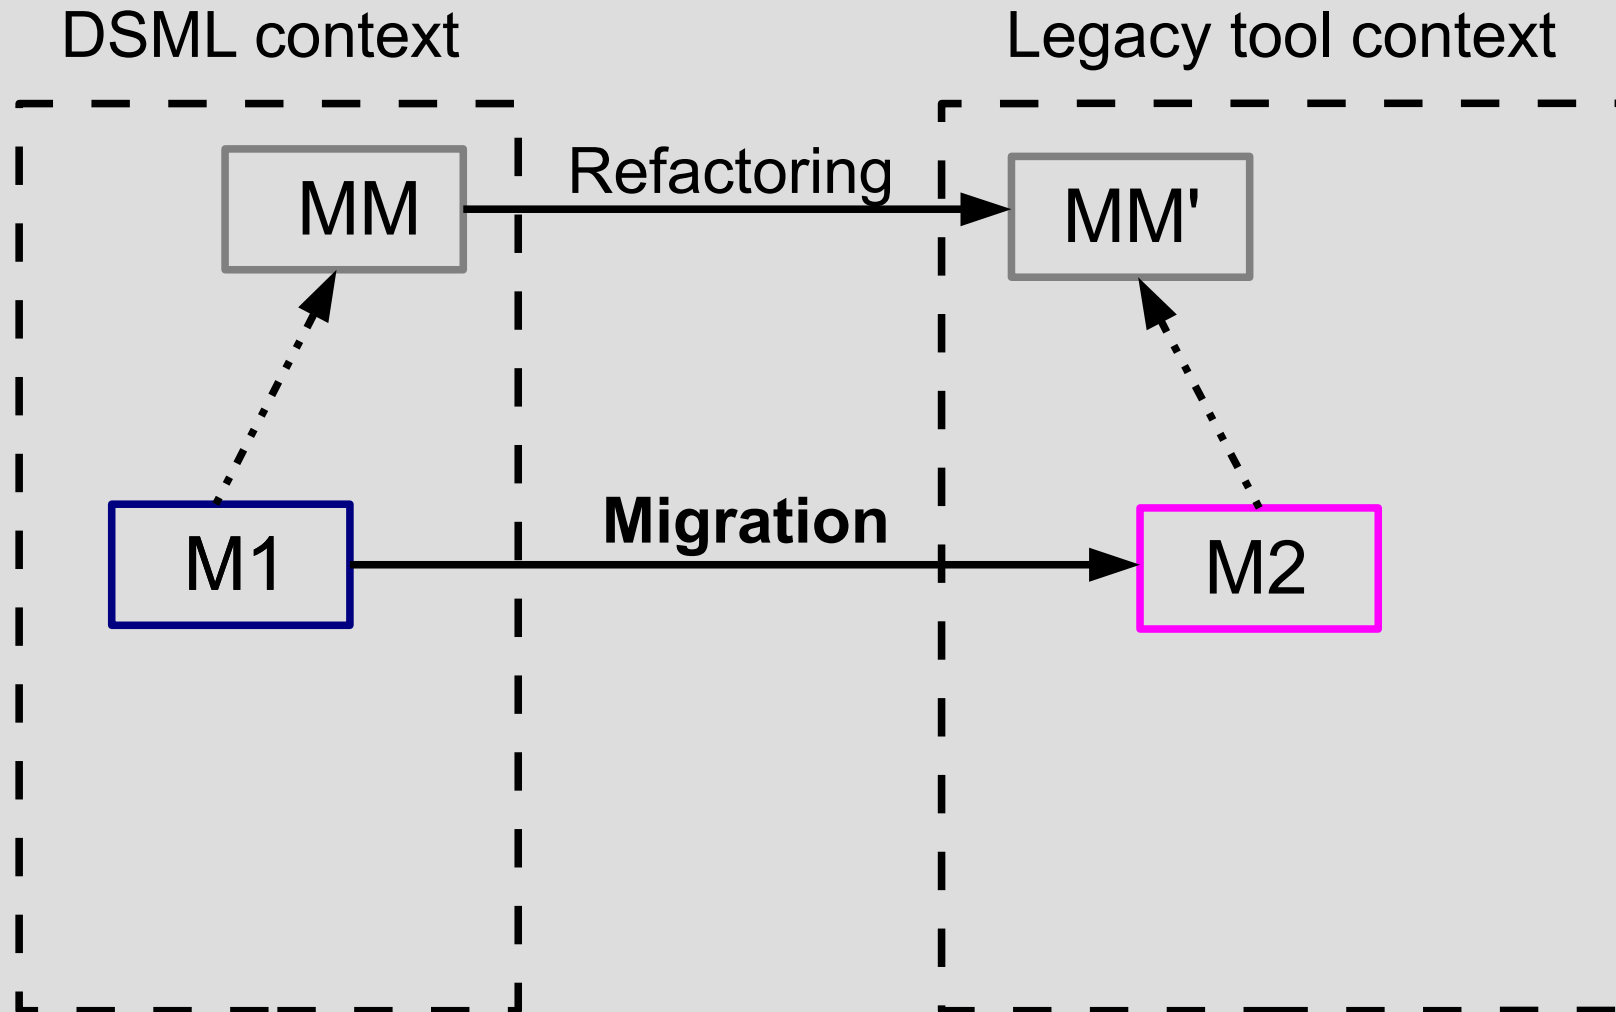 DSML context
Legacy tool context
MM
Refactoring
MM'
M1
Migration
M2